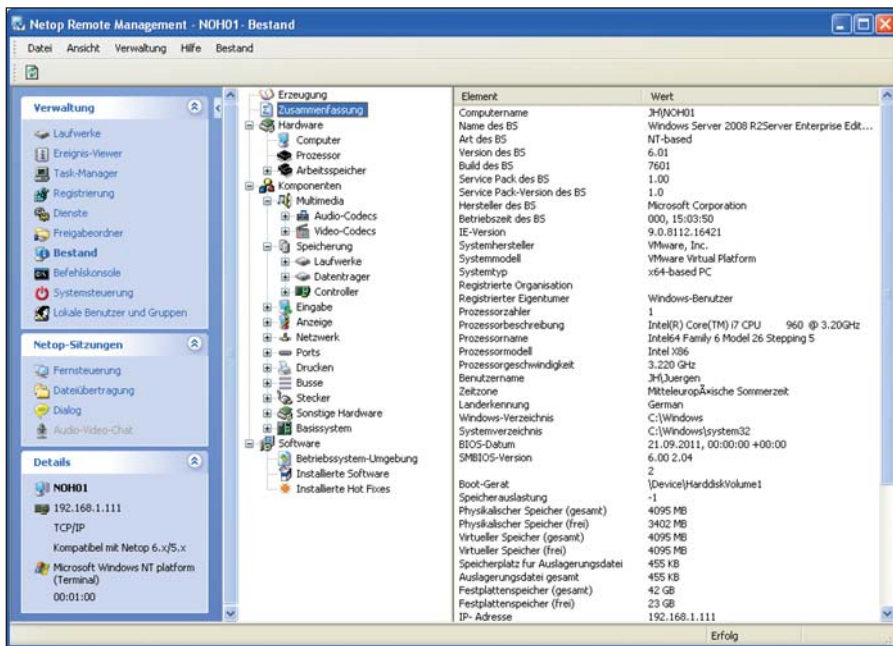 Netop Remote Management - NOH01- Bestand
Datei Ansicht Verwaltung Hilfe Bestand
Verwaltung
Laufwerke
Ereignis-Viewer
Task-Manager
Registrierung
Dienste
Freigabeordner
Bestand
Befehlskonsole
Systemsteuerung
Lokale Benutzer und Gruppen
Netop-Sitzungen
Fernsteuerung
Dateiübertragung
Dialog
Audio-Video-Chat
Details
NOH01
192.168.1.111
TCP/IP
Kompatibel mit Netop 6.x/5.x
Microsoft Windows NT platform
(Terminal)
00:01:00
Erzeugung
Zusammenfassung
Hardware
Computer
Prozessor
Arbeitsspeicher
Komponenten
Multimedia
Audio-Codecs
Video-Codecs
Speicherung
Laufwerke
Datentrager
Controller
Eingabe
Anzeige
Netzwerk
Ports
Drucken
Busse
Stecker
Sonstige Hardware
Basissystem
Software
Betriebssystem-Umgebung
Installierte Software
Installierte Hot Fixes
Element Wert
Computername JH\NOH01
Name des BS Windows Server 2008 R2Server Enterprise Edit...
Art des BS NT-based
Version des BS 6.01
Build des BS 7601
Service Pack des BS 1.00
Service Pack-Version des BS 1.0
Hersteller des BS Microsoft Corporation
Betriebszeit des BS 000, 15:03:50
IE-Version 9.0.8112.16421
Systemhersteller VMware, Inc.
Systemmodell VMware Virtual Platform
Systemtyp x64-based PC
Registrierte Organisation
Registrierter Eigentumer Windows-Benutzer
Prozessorzahler 1
Prozessorbeschreibung Intel(R) Core(TM) i7 CPU 960 @ 3.20GHz
Prozessorname Intel64 Family 6 Model 26 Stepping 5
Prozessormodell Intel X86
Prozessorgeschwindigkeit 3.220 GHz
Benutzername JH\Juergen
Zeitzone MitteleuropÄ×ische Sommerzeit
Landerkennung German
Windows-Verzeichnis C:\Windows
Systemverzeichnis C:\Windows\system32
BIOS-Datum 21.09.2011, 00:00:00 +00:00
SMBIOS-Version 6.00 2.04
2
Boot-Gerat \Device\HarddiskVolume1
Speicherauslastung -1
Physikalischer Speicher (gesamt) 4095 MB
Physikalischer Speicher (frei) 3402 MB
Virtueller Speicher (gesamt) 4095 MB
Virtueller Speicher (frei) 4095 MB
Speicherplatz fur Auslagerungsdatei 455 KB
Auslagerungsdatei gesamt 455 KB
Festplattenspeicher (gesamt) 42 GB
Festplattenspeicher (frei) 23 GB
IP- Adresse 192.168.1.111
Erfolg